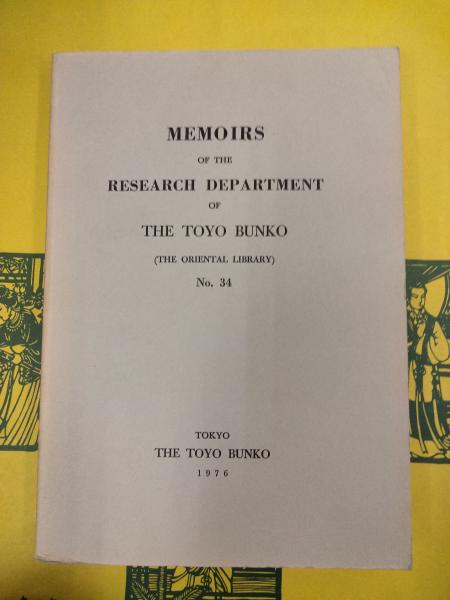 MEMOIRS
OF THE
RESEARCH DEPARTMENT
OF
THE TOYO BUNKO
(THE ORIENTAL LIBRARY)
No. 34
TOKYO
THE TOYO BUNKO
1976